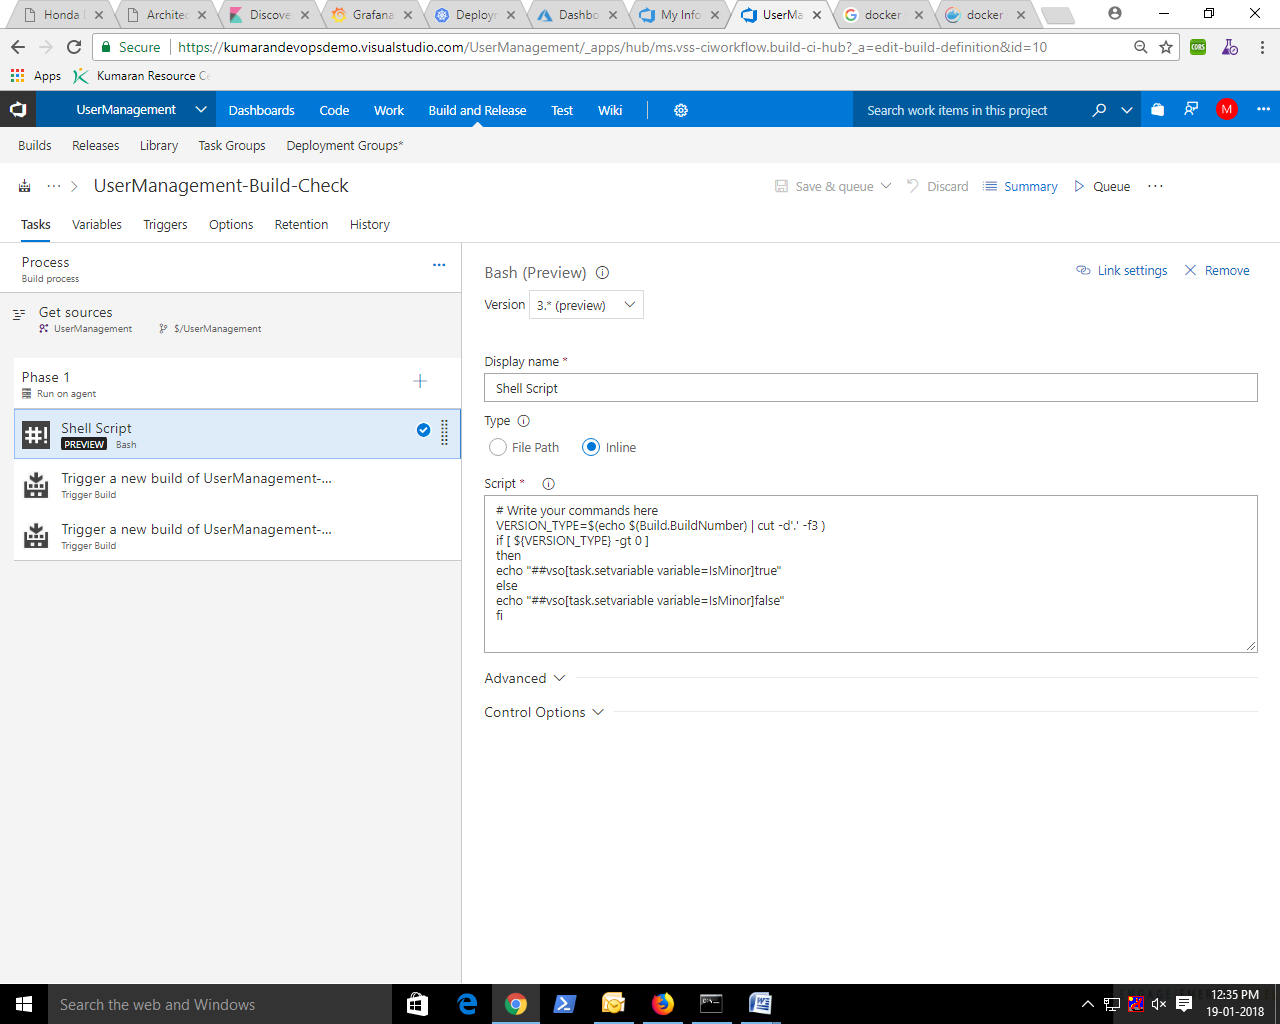 Honda
Architec
Discove
Grafana
Deployr
Dashbo
My Info
UserMa
docker
docker
Secure
https://kumarandevopsdemo.visualstudio.com/UserManagement/_apps/hub/ms.vss-ciworkflow.build-ci-hub?_a=edit-build-definition&id=10
CORS
Apps
Kumaran Resource Ce
UserManagement
Dashboards
Code
Work
Build and Release
Test
Wiki
Search work items in this project
M
Builds
Releases
Library
Task Groups
Deployment Groups*
UserManagement-Build-Check
Save & queue
Discard
Summary
Queue
Tasks
Variables
Triggers
Options
Retention
History
Process
Build process
Get sources
UserManagement
$/UserManagement
Phase 1
Run on agent
#!
Shell Script
PREVIEW Bash
Trigger a new build of UserManagement-...
Trigger Build
Trigger a new build of UserManagement-...
Trigger Build
Bash (Preview)
Link settings
Remove
Version 3.* (preview)
Display name *
Shell Script
Type
File Path
Inline
Script *
# Write your commands here
VERSION_TYPE=$(echo $(Build.BuildNumber) | cut -d'.' -f3 )
if [ ${VERSION_TYPE} -gt 0 ]
then
echo "##vso[task.setvariable variable=IsMinor]true"
else
echo "##vso[task.setvariable variable=IsMinor]false"
fi
Advanced
Control Options
Search the web and Windows
12:35 PM
19-01-2018